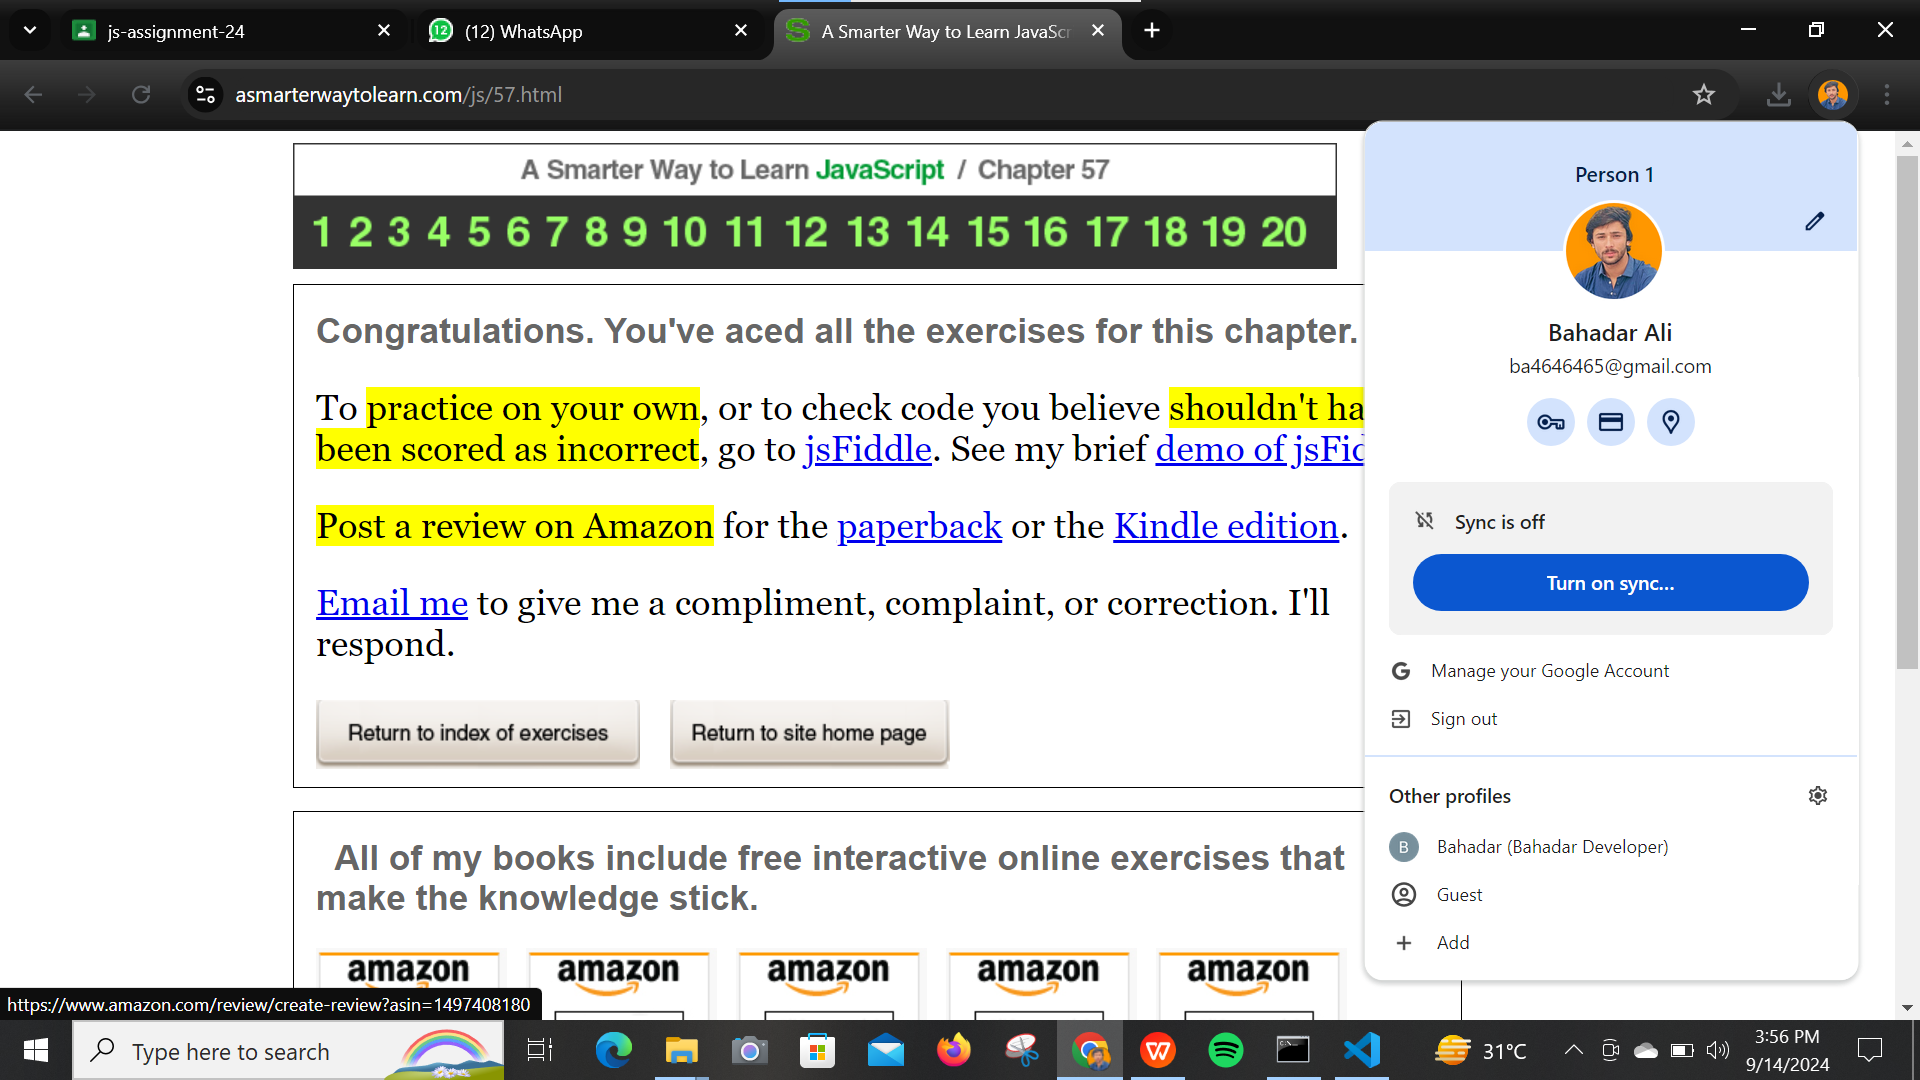 js-assignment-24
12
(12) WhatsApp
A Smarter Way to Learn JavaScr
asmarterwaytolearn.com/js/57.html
A Smarter Way to Learn JavaScript / Chapter 57
1 2 3 4 5 6 7 8 9 10 11 12 13 14 15 16 17 18 19 20
Congratulations. You've aced all the exercises for this chapter.
To practice on your own, or to check code you believe shouldn't ha
been scored as incorrect, go to jsFiddle. See my brief demo of jsFid
Post a review on Amazon for the paperback or the Kindle edition.
Email me to give me a compliment, complaint, or correction. I'll
respond.
Return to index of exercises
Return to site home page
All of my books include free interactive online exercises that
make the knowledge stick.
amazon amazon amazon amazon amazon
https://www.amazon.com/review/create-review?asin=1497408180
Person 1
Bahadar Ali
ba4646465@gmail.com
Sync is off
Turn on sync...
Manage your Google Account
Sign out
Other profiles
B Bahadar (Bahadar Developer)
Guest
Add
Type here to search
31°C
3:56 PM
9/14/2024